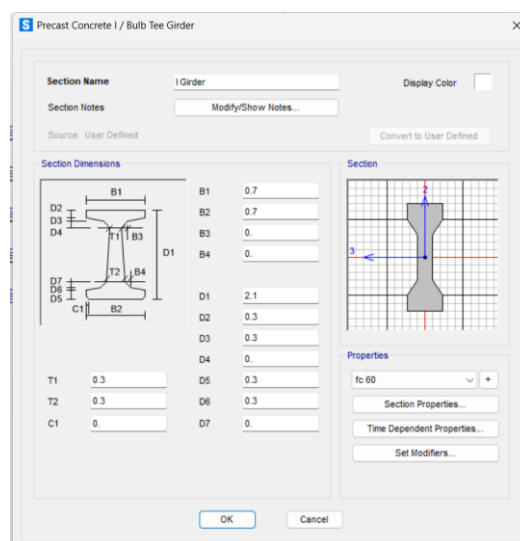 S Precast Concrete I / Bulb Tee Girder
Section Name I Girder Display Color
Section Notes Modify/Show Notes...
Source: User Defined Convert to User Defined
Section Dimensions
B1
D2
D3
D4
T1 B3
D1
T2 B4
D7
D6
D5
C1 B2
B1 0.7
B2 0.7
B3 0.
B4 0.
D1 2.1
D2 0.3
D3 0.3
D4 0.
T1 0.3 D5 0.3
T2 0.3 D6 0.3
C1 0. D7 0.
Section
2
3
Properties
fc 60 +
Section Properties...
Time Dependent Properties...
Set Modifiers...
OK Cancel